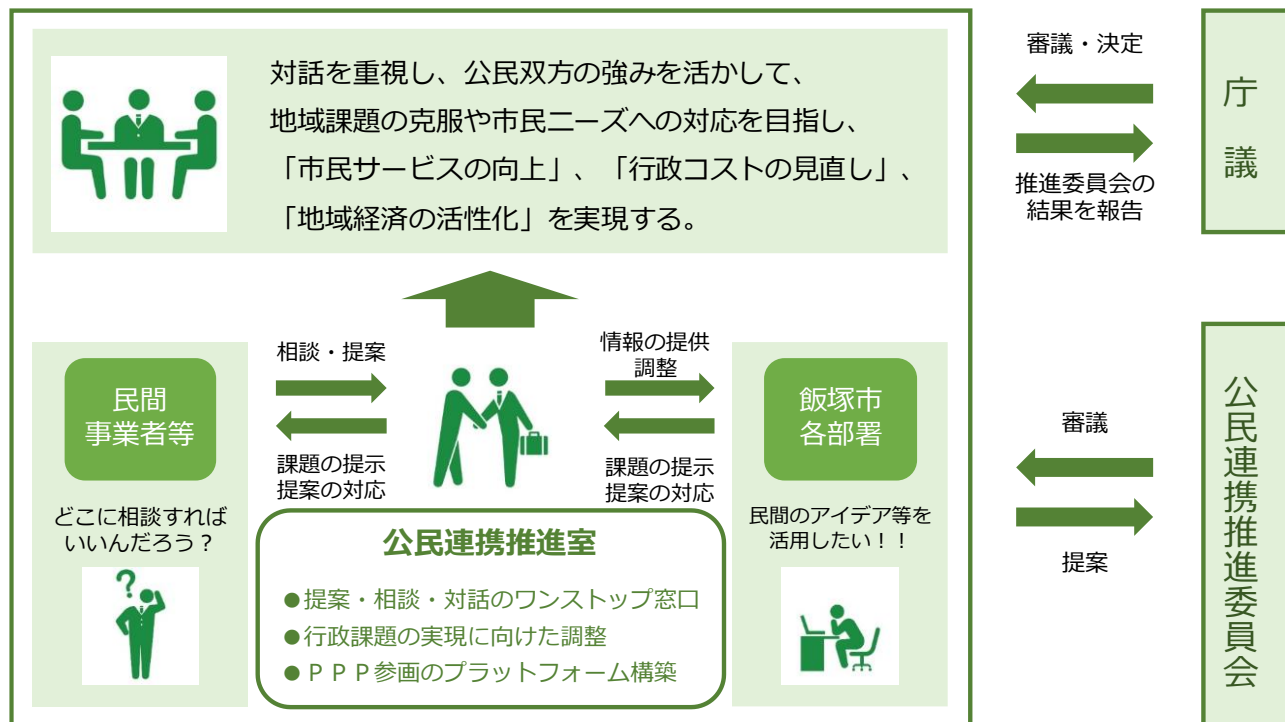 対話を重視し、公民双方の強みを活かして、
地域課題の克服や市民ニーズへの対応を目指し、
「市民サービスの向上」、「行政コストの見直し」、
「地域経済の活性化」を実現する。
審議・決定
推進委員会の
結果を報告
庁議
民間
事業者等
どこに相談すれば
いいんだろう？
?
相談・提案
課題の提示
提案の対応
情報の提供
調整
課題の提示
提案の対応
飯塚市
各部署
民間のアイデア等を
活用したい！！
公民連携推進室
●提案・相談・対話のワンストップ窓口
●行政課題の実現に向けた調整
●ＰＰＰ参画のプラットフォーム構築
審議
提案
公民連携推進委員会